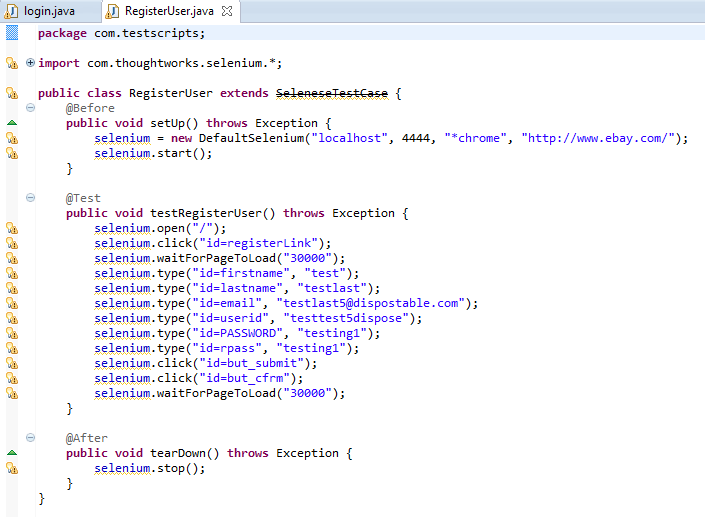 login.java RegisterUser.java
package com.testscripts;
import com.thoughtworks.selenium.*;
public class RegisterUser extends SeleneseTestCase {
@Before
public void setUp() throws Exception {
selenium = new DefaultSelenium("localhost", 4444, "*chrome", "http://www.ebay.com/");
selenium.start();
}
@Test
public void testRegisterUser() throws Exception {
selenium.open("/");
selenium.click("id=registerLink");
selenium.waitForPageToLoad("30000");
selenium.type("id=firstname", "test");
selenium.type("id=lastname", "testlast");
selenium.type("id=email", "testlast5@dispostable.com");
selenium.type("id=userid", "testtest5dispose");
selenium.type("id=PASSWORD", "testing1");
selenium.type("id=rpass", "testing1");
selenium.click("id=but_submit");
selenium.click("id=but_cfrm");
selenium.waitForPageToLoad("30000");
}
@After
public void tearDown() throws Exception {
selenium.stop();
}
}